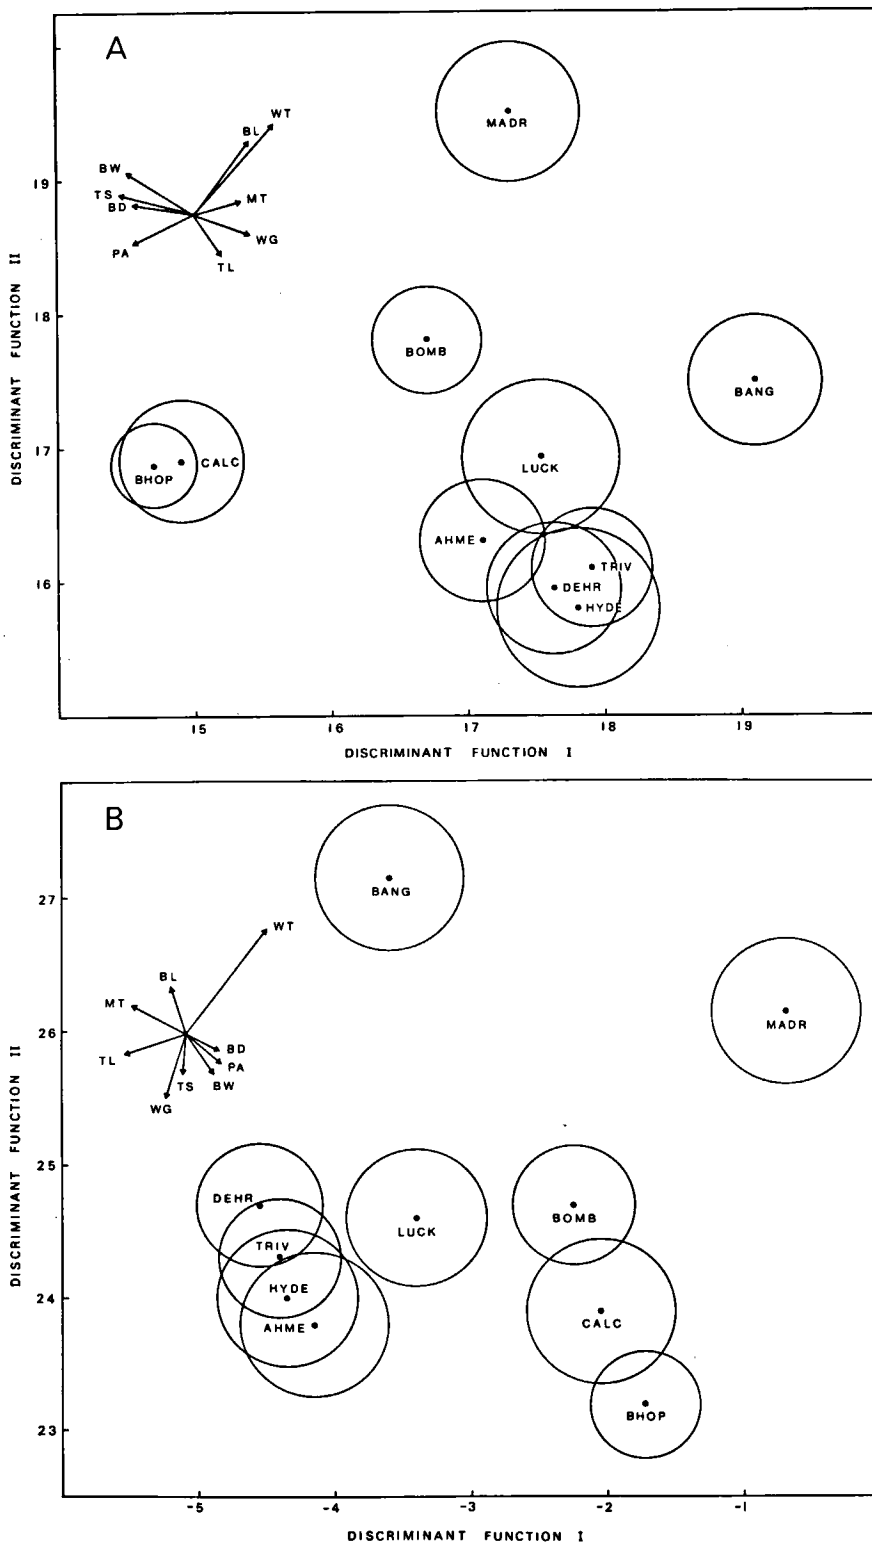 A
WT
BL
MADR
BW
19
TS
MT
BD
WG
PA
TL
DISCRIMINANT FUNCTION II
18
BOMB
BANG
17
CALC
LUCK
BHOP
AHME
TRIV
16
DEHR
HYDE
15 16 17 18 19
DISCRIMINANT FUNCTION I
B
BANG
27
WT
BL
MT
MADR
26
BD
TL
PA
TS BW
WG
DISCRIMINANT FUNCTION II
25
DEHR
BOMB
LUCK
TRIV
HYDE
24
CALC
AHME
BHOP
23
-5 -4 -3 -2 -1
DISCRIMINANT FUNCTION I